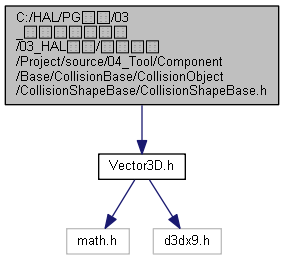 C:/HAL/PG□□/03
_□□□□□□□
/03_HAL□□/□□□□□
/Project/source/04_Tool/Component
/Base/CollisionBase/CollisionObject
/CollisionShapeBase/CollisionShapeBase.h
Vector3D.h
math.h
d3dx9.h